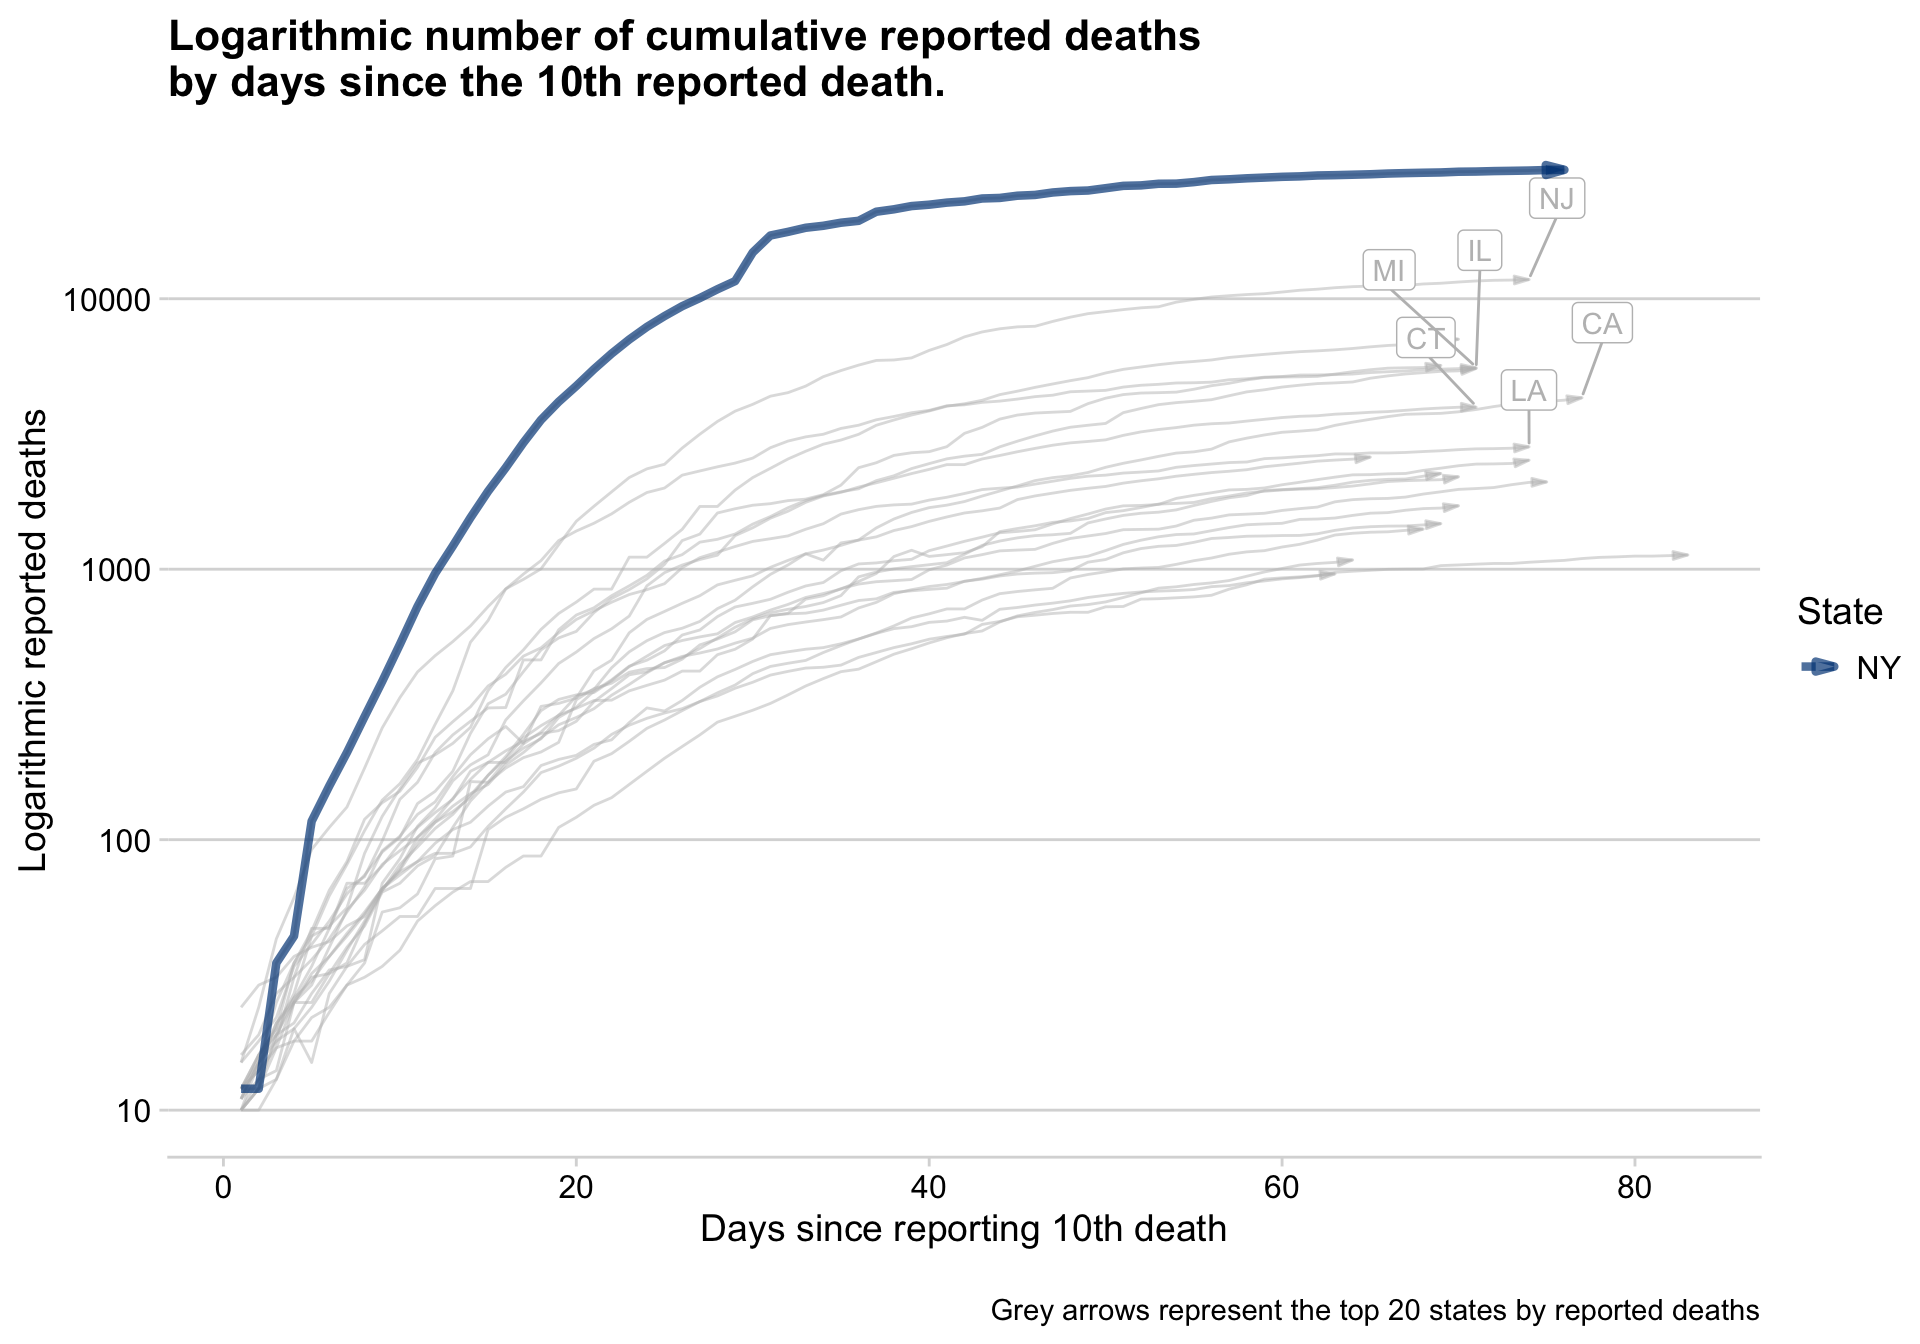 Logarithmic number of cumulative reported deaths
by days since the 10th reported death.
NJ
IL
MI
CA
CT
LA
10000
1000
100
10
Logarithmic reported deaths
0 20 40 60 80
Days since reporting 10th death
State
NY
Grey arrows represent the top 20 states by reported deaths